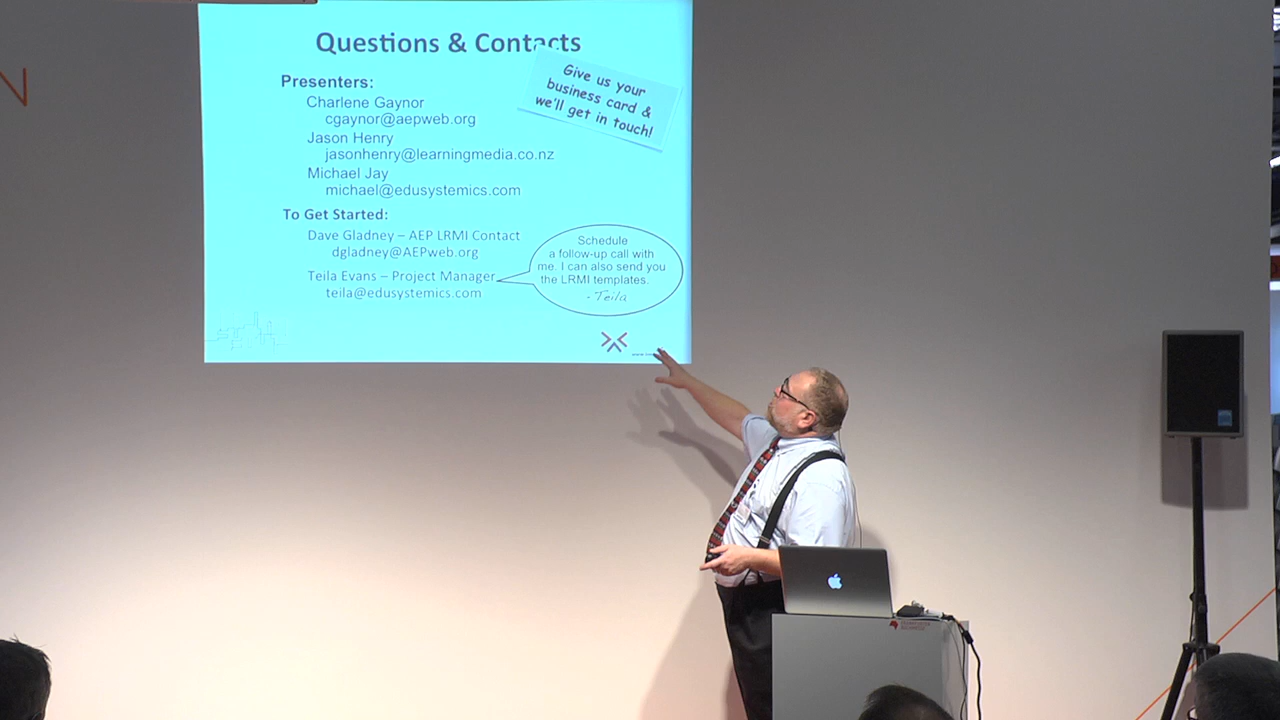 N
Questions & Contacts
Give us your
business card &
we'll get in touch!
Presenters:
Charlene Gaynor
cgaynor@aepweb.org
Jason Henry
jasonhenry@learningmedia.co.nz
Michael Jay
michael@edusystemics.com
To Get Started:
Dave Gladney – AEP LRMI Contact
dgladney@AEPweb.org
Teila Evans – Project Manager
teila@edusystemics.com
Schedule
a follow-up call with
me. I can also send you
the LRMI templates.
- Teila